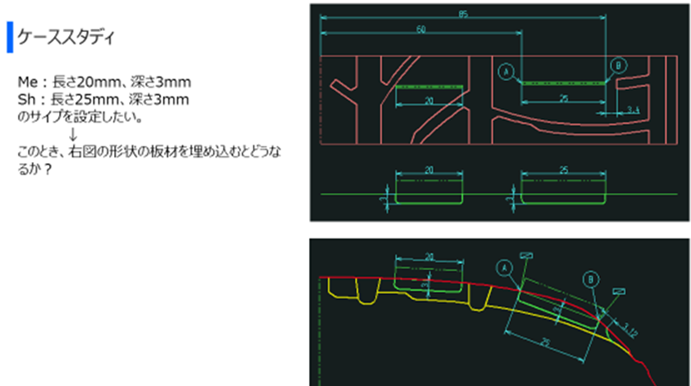 ケーススタディ
Me：長さ20mm、深さ3mm
Sh：長さ25mm、深さ3mm
のサイプを設定したい。
↓
このとき、右図の形状の板材を埋め込むとどうな
るか？
85
60
A
B
20
25
3.4
20
25
3
3
20
A
B
3
3
25
3.12